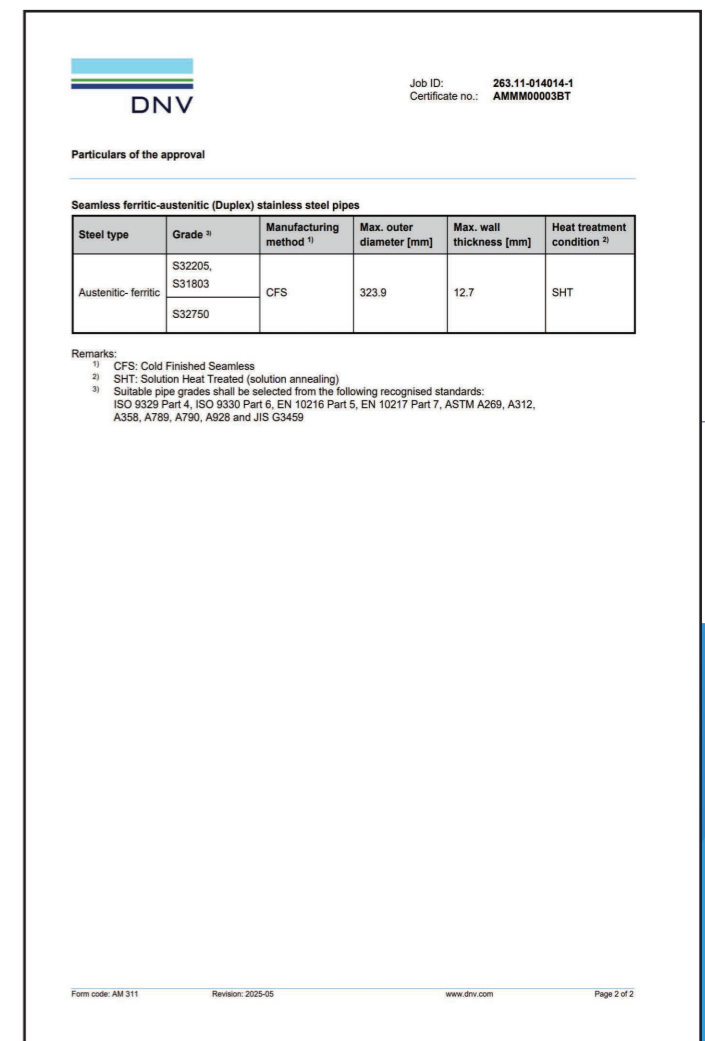 DNV
Job ID: 263.11-014014-1
Certificate no.: AMMM00003BT
Particulars of the approval
Seamless ferritic-austenitic (Duplex) stainless steel pipes
Steel type Grade 3) Manufacturing method 1) Max. outer diameter [mm] Max. wall thickness [mm] Heat treatment condition 2)
S32205,
S31803
Austenitic- ferritic CFS 323.9 12.7 SHT
S32750
Remarks:
1) CFS: Cold Finished Seamless
2) SHT: Solution Heat Treated (solution annealing)
3) Suitable pipe grades shall be selected from the following recognised standards:
ISO 9329 Part 4, ISO 9330 Part 6, EN 10216 Part 5, EN 10217 Part 7, ASTM A269, A312,
A358, A789, A790, A928 and JIS G3459
Form code: AM 311 Revision: 2025-05 www.dnv.com Page 2 of 2